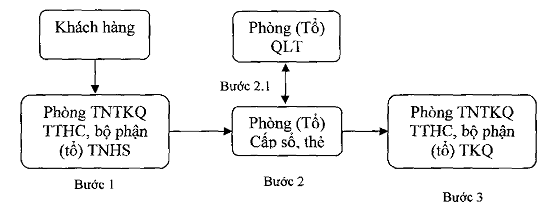 Khách hàng
Phòng (Tổ)
QLT
Bước 2.1
Phòng TNTKQ
TTHC, bộ phận
(tổ) TNHS
Phòng (Tổ)
Cấp sổ, thẻ
Phòng TNTKQ
TTHC, bộ phận
(tổ) TKQ
Bước 1
Bước 2
Bước 3